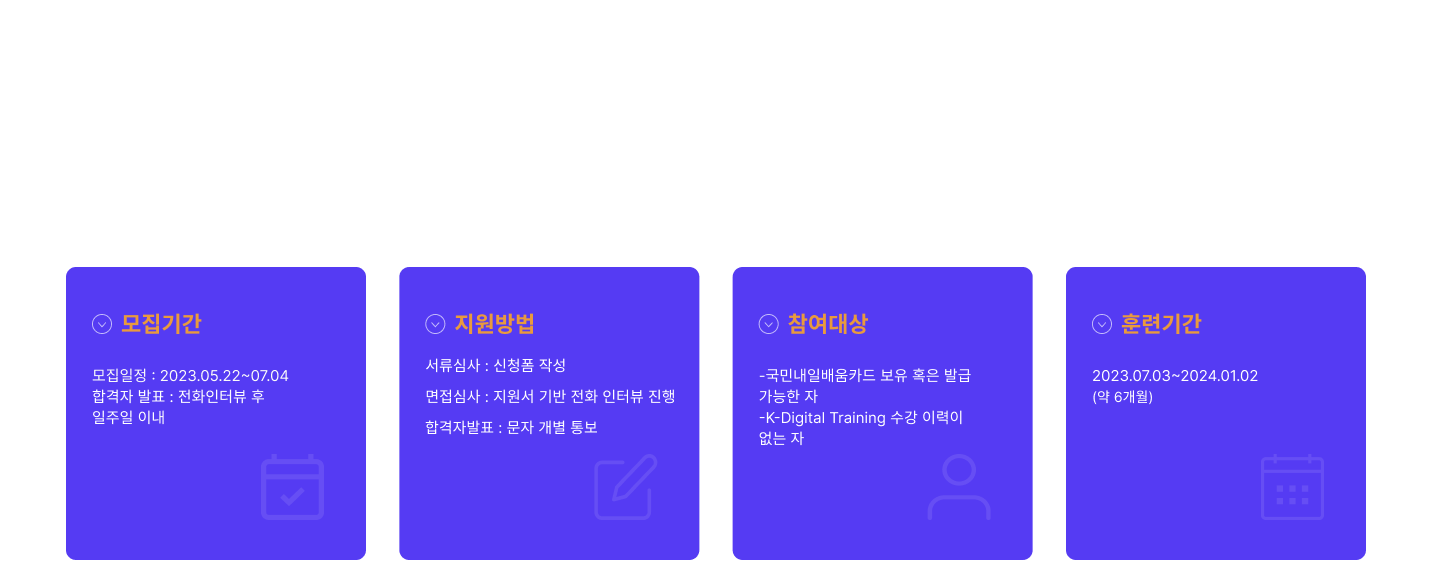 모집기간
모집일정 : 2023.05.22~07.04
합격자 발표 : 전화인터뷰 후
일주일 이내
지원방법
서류심사 : 신청폼 작성
면접심사 : 지원서 기반 전화 인터뷰 진행
합격자발표 : 문자 개별 통보
참여대상
-국민내일배움카드 보유 혹은 발급
가능한 자
-K-Digital Training 수강 이력이
없는 자
훈련기간
2023.07.03~2024.01.02
(약 6개월)